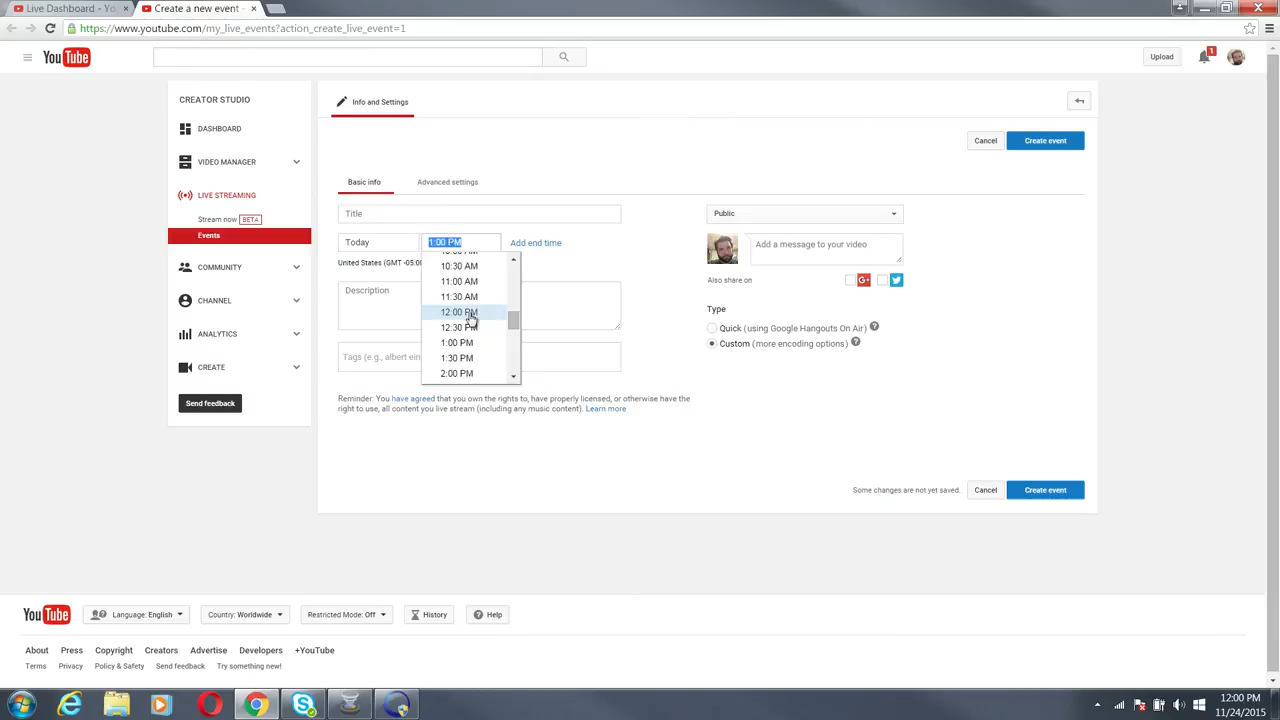 Live Dashboard - Yo
Create a new event -
https://www.youtube.com/my_live_events?action_create_live_event=1
YouTube
Upload
1
CREATOR STUDIO
DASHBOARD
VIDEO MANAGER
LIVE STREAMING
Stream now BETA
Events
COMMUNITY
CHANNEL
ANALYTICS
CREATE
Send feedback
Info and Settings
Cancel
Create event
Basic info
Advanced settings
Title
Today
1:00 PM
Add end time
United States (GMT -05:00
10:30 AM
11:00 AM
11:30 AM
12:00 PM
12:30 PM
1:00 PM
1:30 PM
2:00 PM
Description
Tags (e.g., albert ein
Reminder: You have agreed that you own the rights to, have properly licensed, or otherwise have the
right to use, all content you live stream (including any music content). Learn more
Public
Add a message to your video
Also share on
Type
Quick (using Google Hangouts On Air) ?
Custom (more encoding options) ?
Some changes are not yet saved.
Cancel
Create event
YouTube
Language: English
Country: Worldwide
Restricted Mode: Off
History
Help
About Press Copyright Creators Advertise Developers +YouTube
Terms Privacy Policy & Safety Send feedback Try something new!
12:00 PM
11/24/2015